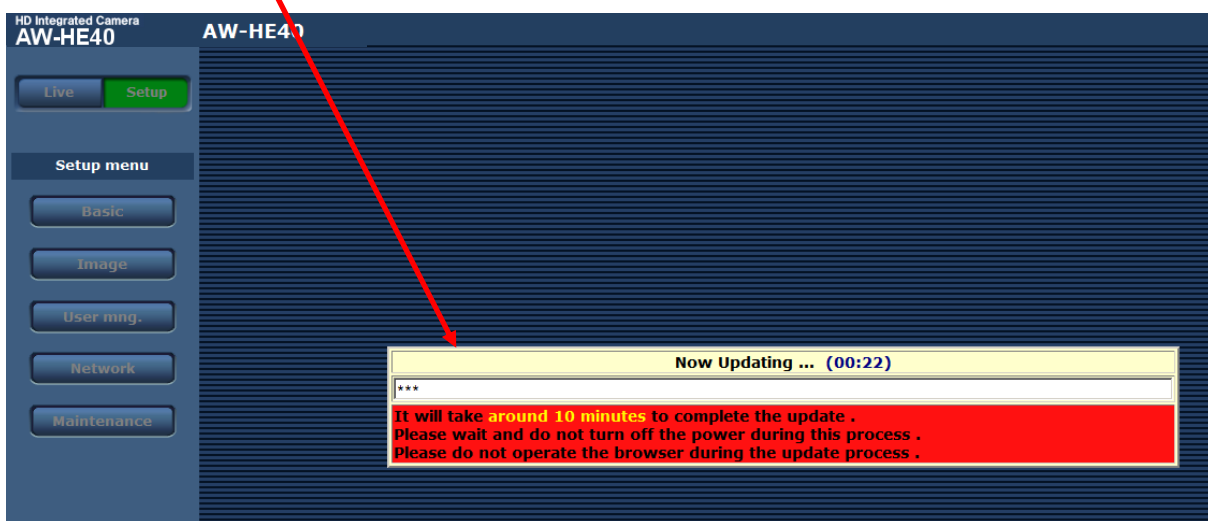 HD Integrated Camera
AW-HE40
AW-HE40
Live
Setup
Setup menu
Basic
Image
User mng.
Network
Maintenance
Now Updating ... (00:22)
***
It will take around 10 minutes to complete the update .
Please wait and do not turn off the power during this process .
Please do not operate the browser during the update process .